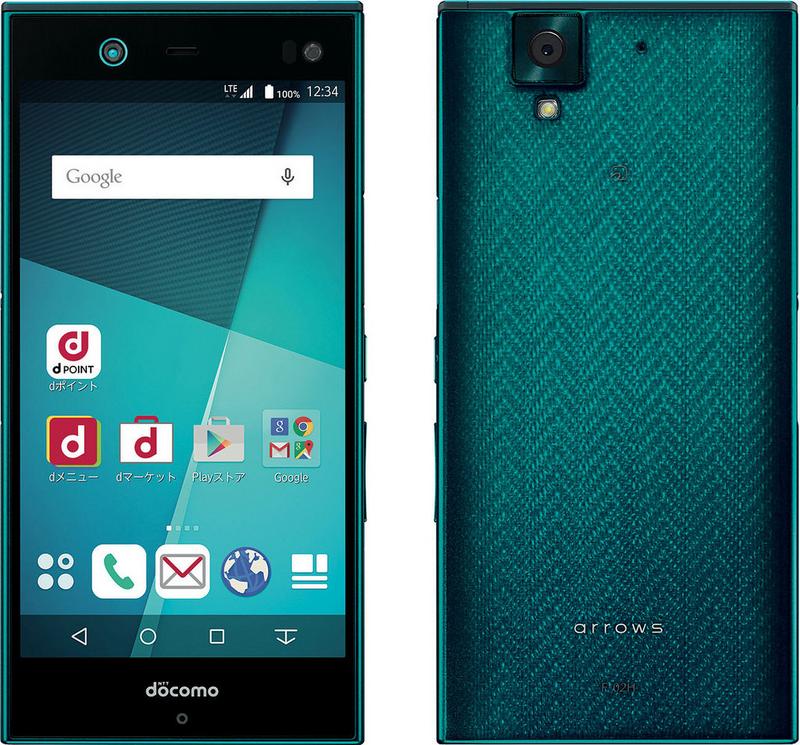 LTE 100% 12:34
Google
d POINT
dポイント
d
d
dメニュー
dマーケット
Playストア
Google
NTT
docomo
arrows
F-02H